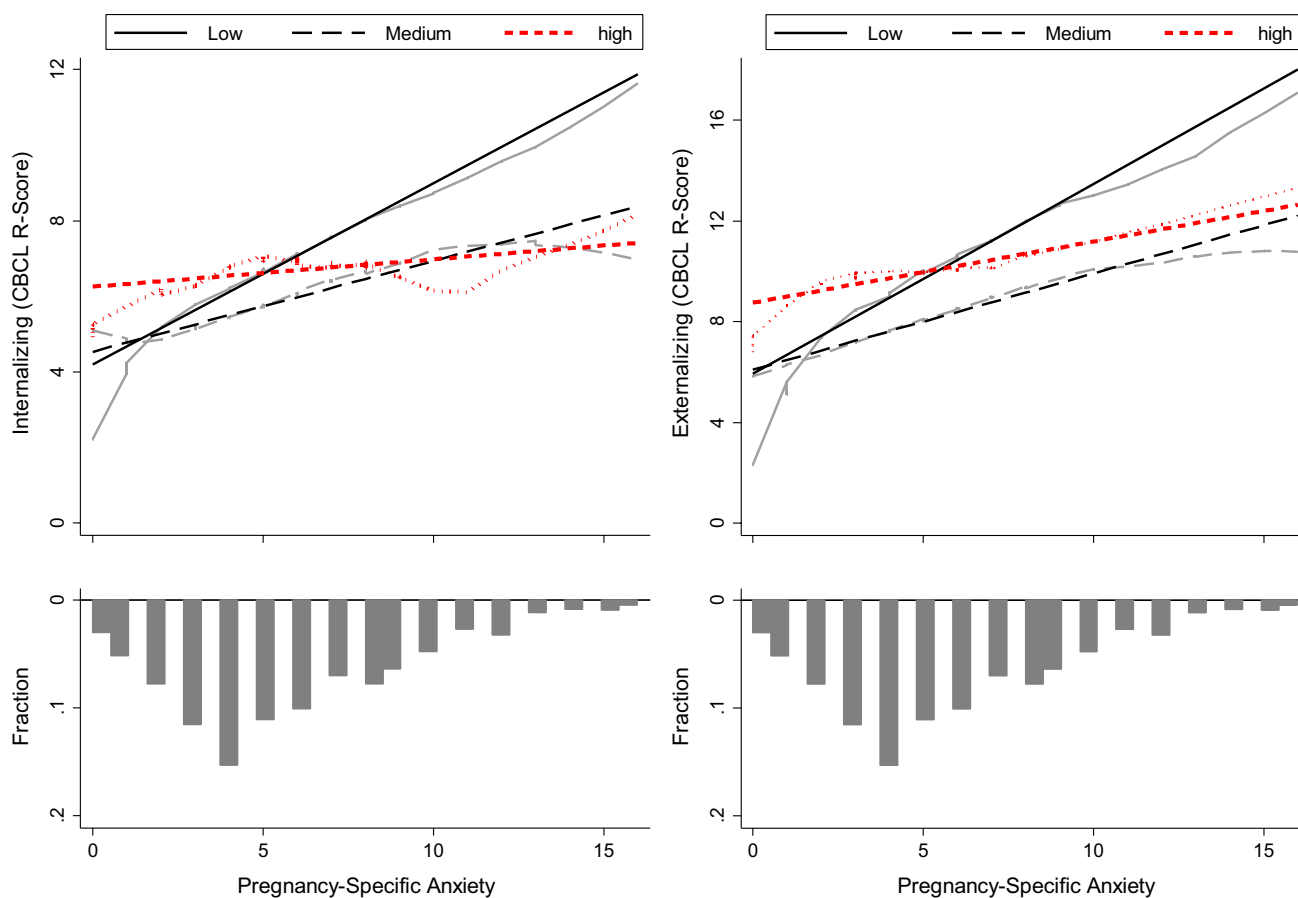 Low Medium high
Internalizing (CBCL R-Score)
12
8
4
0
Fraction
0
.1
.2
0 5 10 15
Pregnancy-Specific Anxiety
Low Medium high
Externalizing (CBCL R-Score)
16
12
8
4
0
Fraction
0
.1
.2
0 5 10 15
Pregnancy-Specific Anxiety